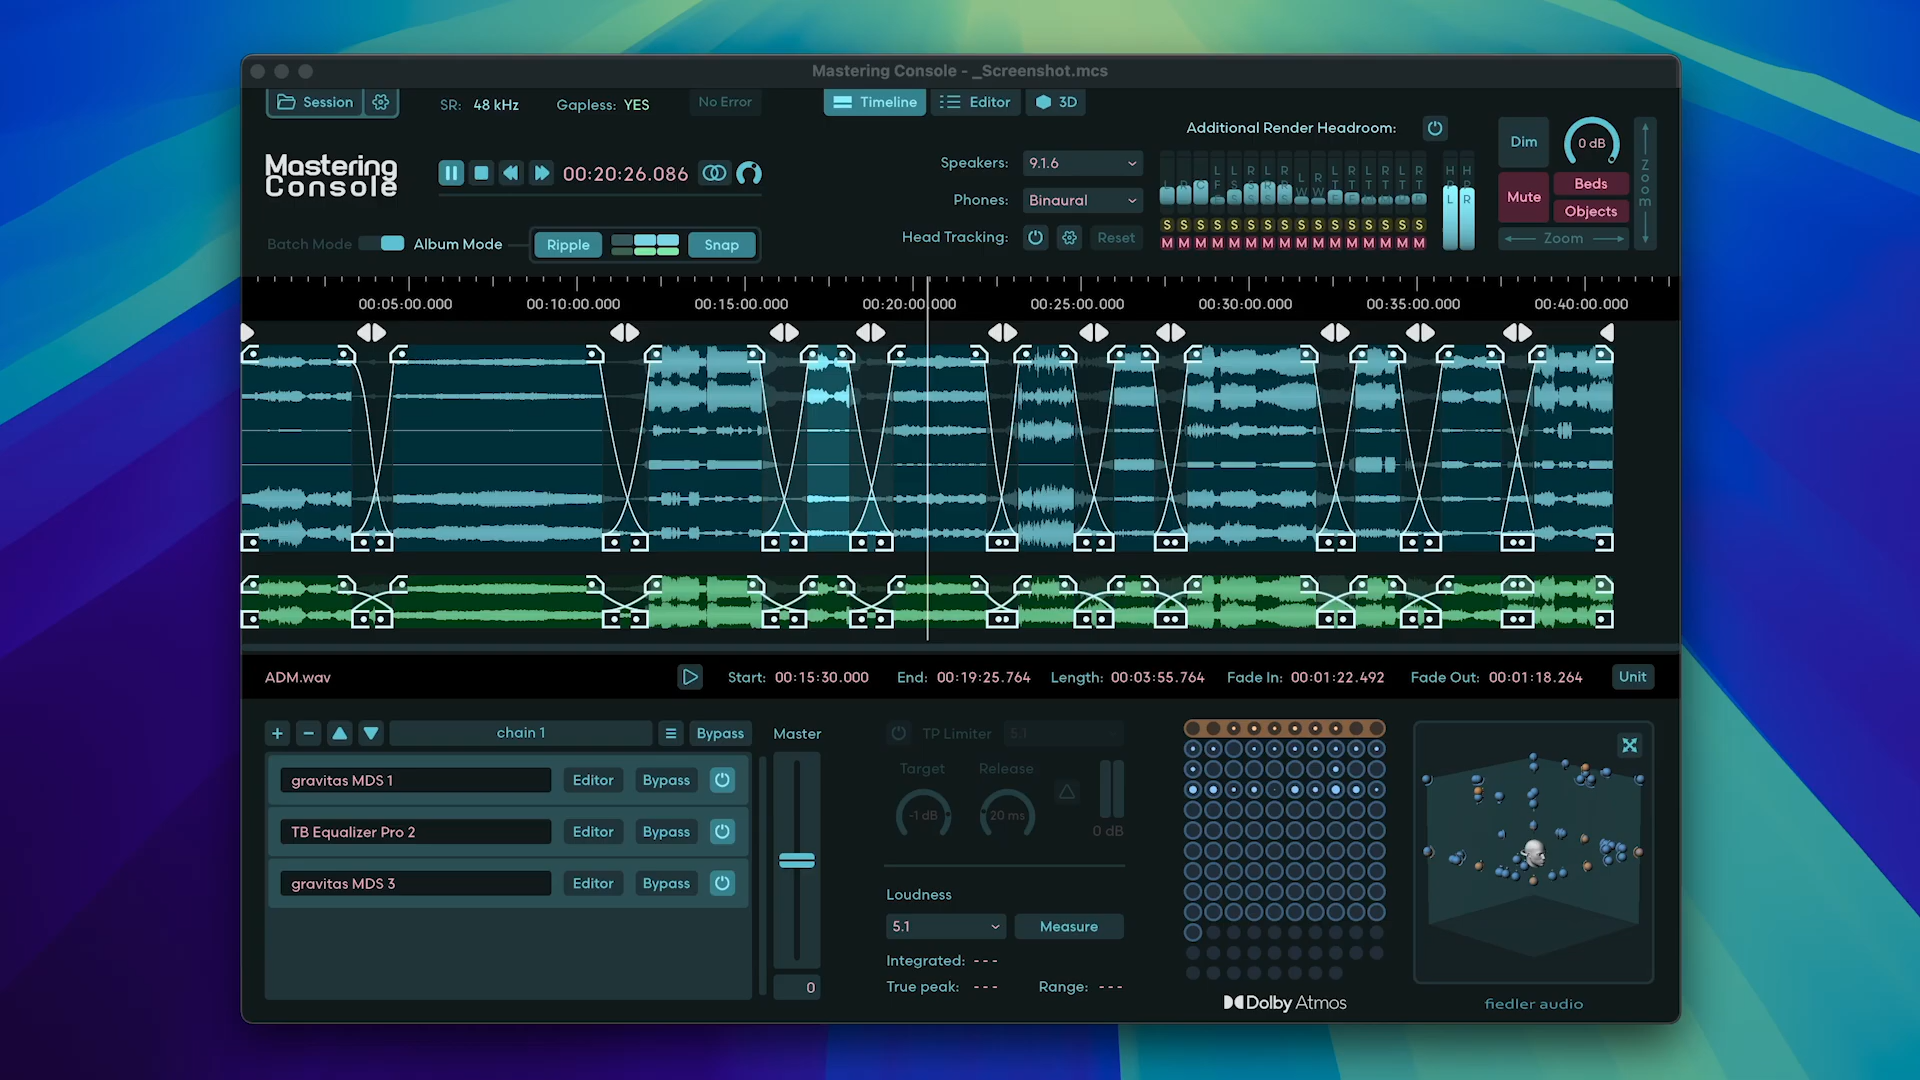 Mastering Console - _Screenshot.mcs
Session
SR: 48 kHz
Gapless: YES
No Error
Timeline
Editor
3D
Additional Render Headroom:
Mastering
Console
00:20:26.086
Speakers: 9.1.6
Phones: Binaural
Head Tracking:
Reset
Batch Mode
Album Mode
Ripple
Snap
S S S S S S S S S S S S S S S S
M M M M M M M M M M M M M M M M
Dim
0 dB
Mute
Beds
Objects
Zoom
Zoom
00:05:00.000
00:10:00.000
00:15:00.000
00:20:00.000
00:25:00.000
00:30:00.000
00:35:00.000
00:40:00.000
ADM.wav
Start: 00:15:30.000
End: 00:19:25.764
Length: 00:03:55.764
Fade In: 00:01:22.492
Fade Out: 00:01:18.264
Unit
chain 1
Bypass
Master
gravitas MDS 1
Editor
Bypass
TB Equalizer Pro 2
Editor
Bypass
gravitas MDS 3
Editor
Bypass
0
TP Limiter
5.1
Target
Release
-1 dB
20 ms
0 dB
Loudness
5.1
Measure
Integrated: ---
True peak: ---
Range: ---
Dolby Atmos
fiedler audio